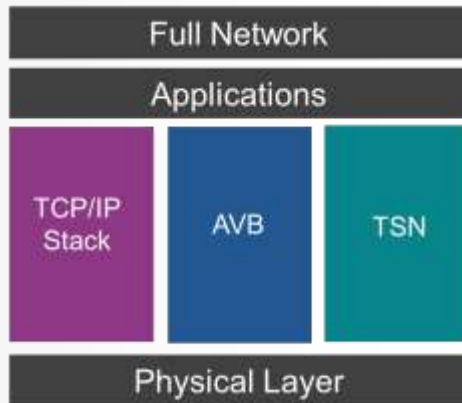 Full Network
Applications
TCP/IP
Stack
AVB
TSN
Physical Layer